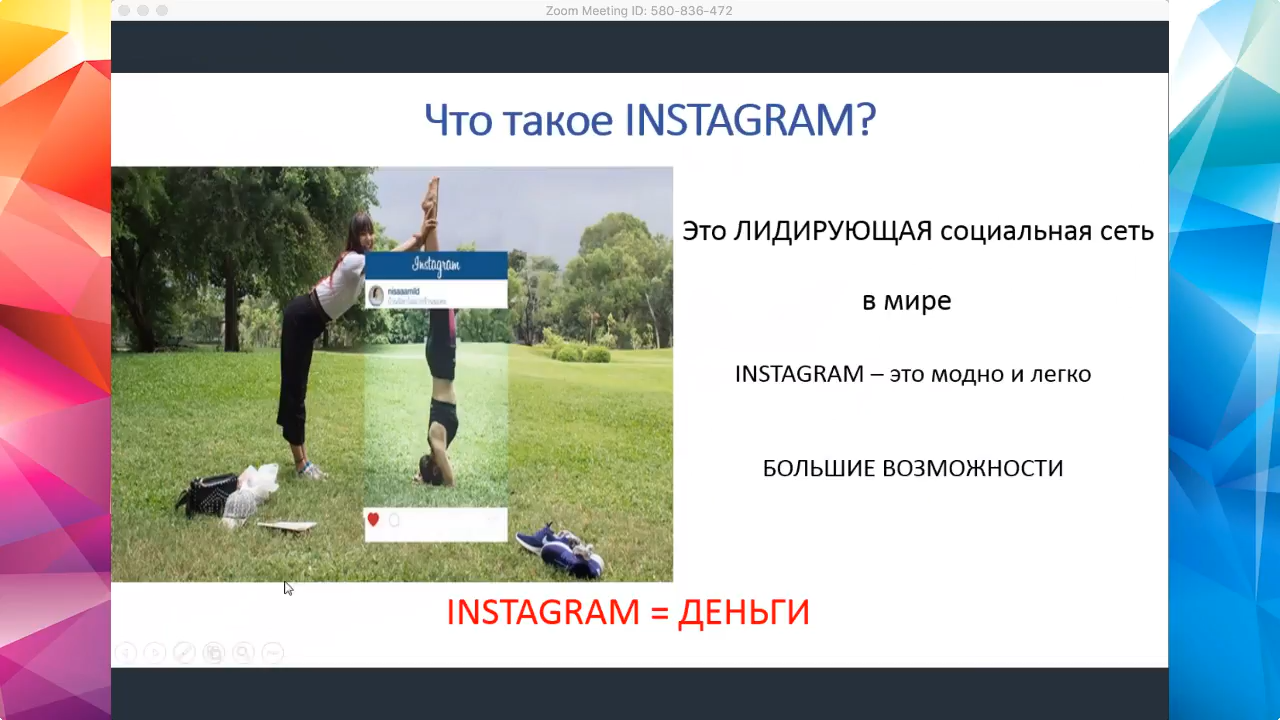 Zoom Meeting ID: 580-836-472
Что такое INSTAGRAM?
Instagram
nisaaamild
Это ЛИДИРУЮЩАЯ социальная сеть
в мире
INSTAGRAM – это модно и легко
БОЛЬШИЕ ВОЗМОЖНОСТИ
INSTAGRAM = ДЕНЬГИ